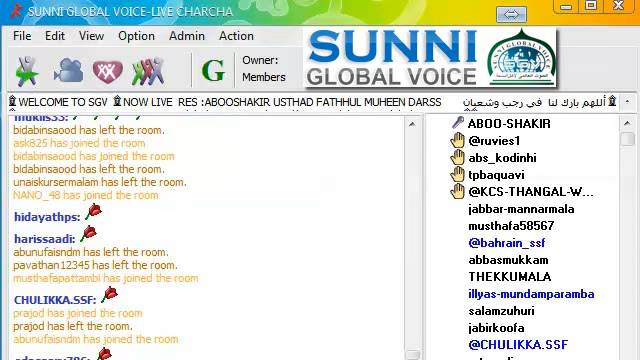 SUNNI GLOBAL VOICE-LIVE CHARCHA
File Edit View Option Admin Action
SUNNI
GLOBAL VOICE
G Owner:
Members
WELCOME TO SGV NOW LIVE RES :ABOOSHAKIR USTHAD FATHHUL MUHEEN DARSS أللهم بارك لنا في رجب وشعبان
bidabinsaood has left the room.
ask825 has joined the room
bidabinsaood has joined the room
bidabinsaood has left the room.
unaiskursermalam has left the room.
NANO_48 has joined the room
hidayathps:
harissaadi:
abunufaisndm has left the room.
pavathan12345 has left the room.
musthafapattambi has joined the room
CHULIKKA.SSF:
prajod has joined the room
prajod has left the room.
abunufaisndm has joined the room
ABOO-SHAKIR
@ruvies1
abs_kodinhi
tpbaquavi
@KCS-THANGAL-W...
jabbar-mannarmala
musthafa58567
@bahrain_ssf
abbasmukkam
THEKKUMALA
illyas-mundamparamba
salamzuhuri
jabirkoofa
@CHULIKKA.SSF